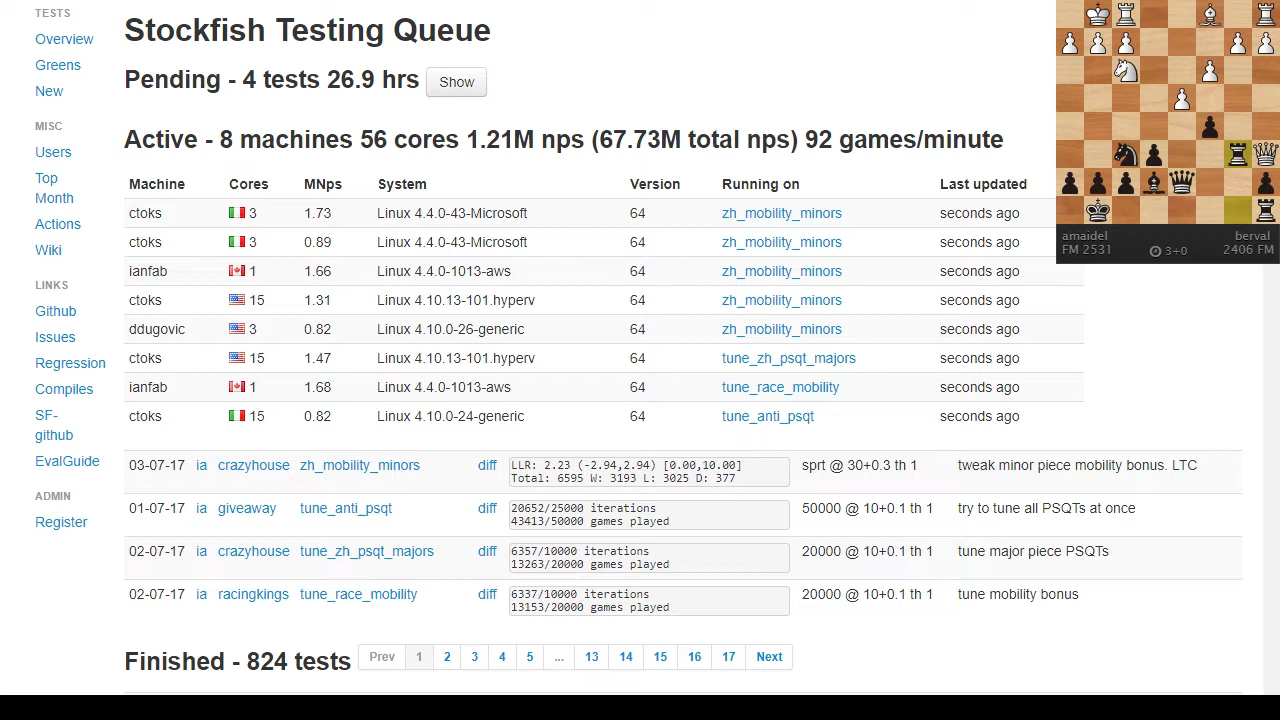 TESTS
Overview
Greens
New
MISC
Users
Top
Month
Actions
Wiki
LINKS
Github
Issues
Regression
Compiles
SF-
github
EvalGuide
ADMIN
Register
Stockfish Testing Queue
Pending - 4 tests 26.9 hrs Show
Active - 8 machines 56 cores 1.21M nps (67.73M total nps) 92 games/minute
Machine Cores MNps System Version Running on Last updated
ctoks 3 1.73 Linux 4.4.0-43-Microsoft 64 zh_mobility_minors seconds ago
ctoks 3 0.89 Linux 4.4.0-43-Microsoft 64 zh_mobility_minors seconds ago
ianfab 1 1.66 Linux 4.4.0-1013-aws 64 zh_mobility_minors seconds ago
ctoks 15 1.31 Linux 4.10.13-101.hyperv 64 zh_mobility_minors seconds ago
ddugovic 3 0.82 Linux 4.10.0-26-generic 64 zh_mobility_minors seconds ago
ctoks 15 1.47 Linux 4.10.13-101.hyperv 64 tune_zh_psqt_majors seconds ago
ianfab 1 1.68 Linux 4.4.0-1013-aws 64 tune_race_mobility seconds ago
ctoks 15 0.82 Linux 4.10.0-24-generic 64 tune_anti_psqt seconds ago
03-07-17 ia crazyhouse zh_mobility_minors diff LLR: 2.23 (-2.94,2.94) [0.00,10.00] sprt @ 30+0.3 th 1 tweak minor piece mobility bonus. LTC
Total: 6595 W: 3193 L: 3025 D: 377
01-07-17 ia giveaway tune_anti_psqt diff 20652/25000 iterations 50000 @ 10+0.1 th 1 try to tune all PSQTs at once
43413/50000 games played
02-07-17 ia crazyhouse tune_zh_psqt_majors diff 6357/10000 iterations 20000 @ 10+0.1 th 1 tune major piece PSQTs
13263/20000 games played
02-07-17 ia racingkings tune_race_mobility diff 6337/10000 iterations 20000 @ 10+0.1 th 1 tune mobility bonus
13153/20000 games played
Finished - 824 tests Prev 1 2 3 4 5 ... 13 14 15 16 17 Next
amaidel berval
FM 2531 3+0 2406 FM